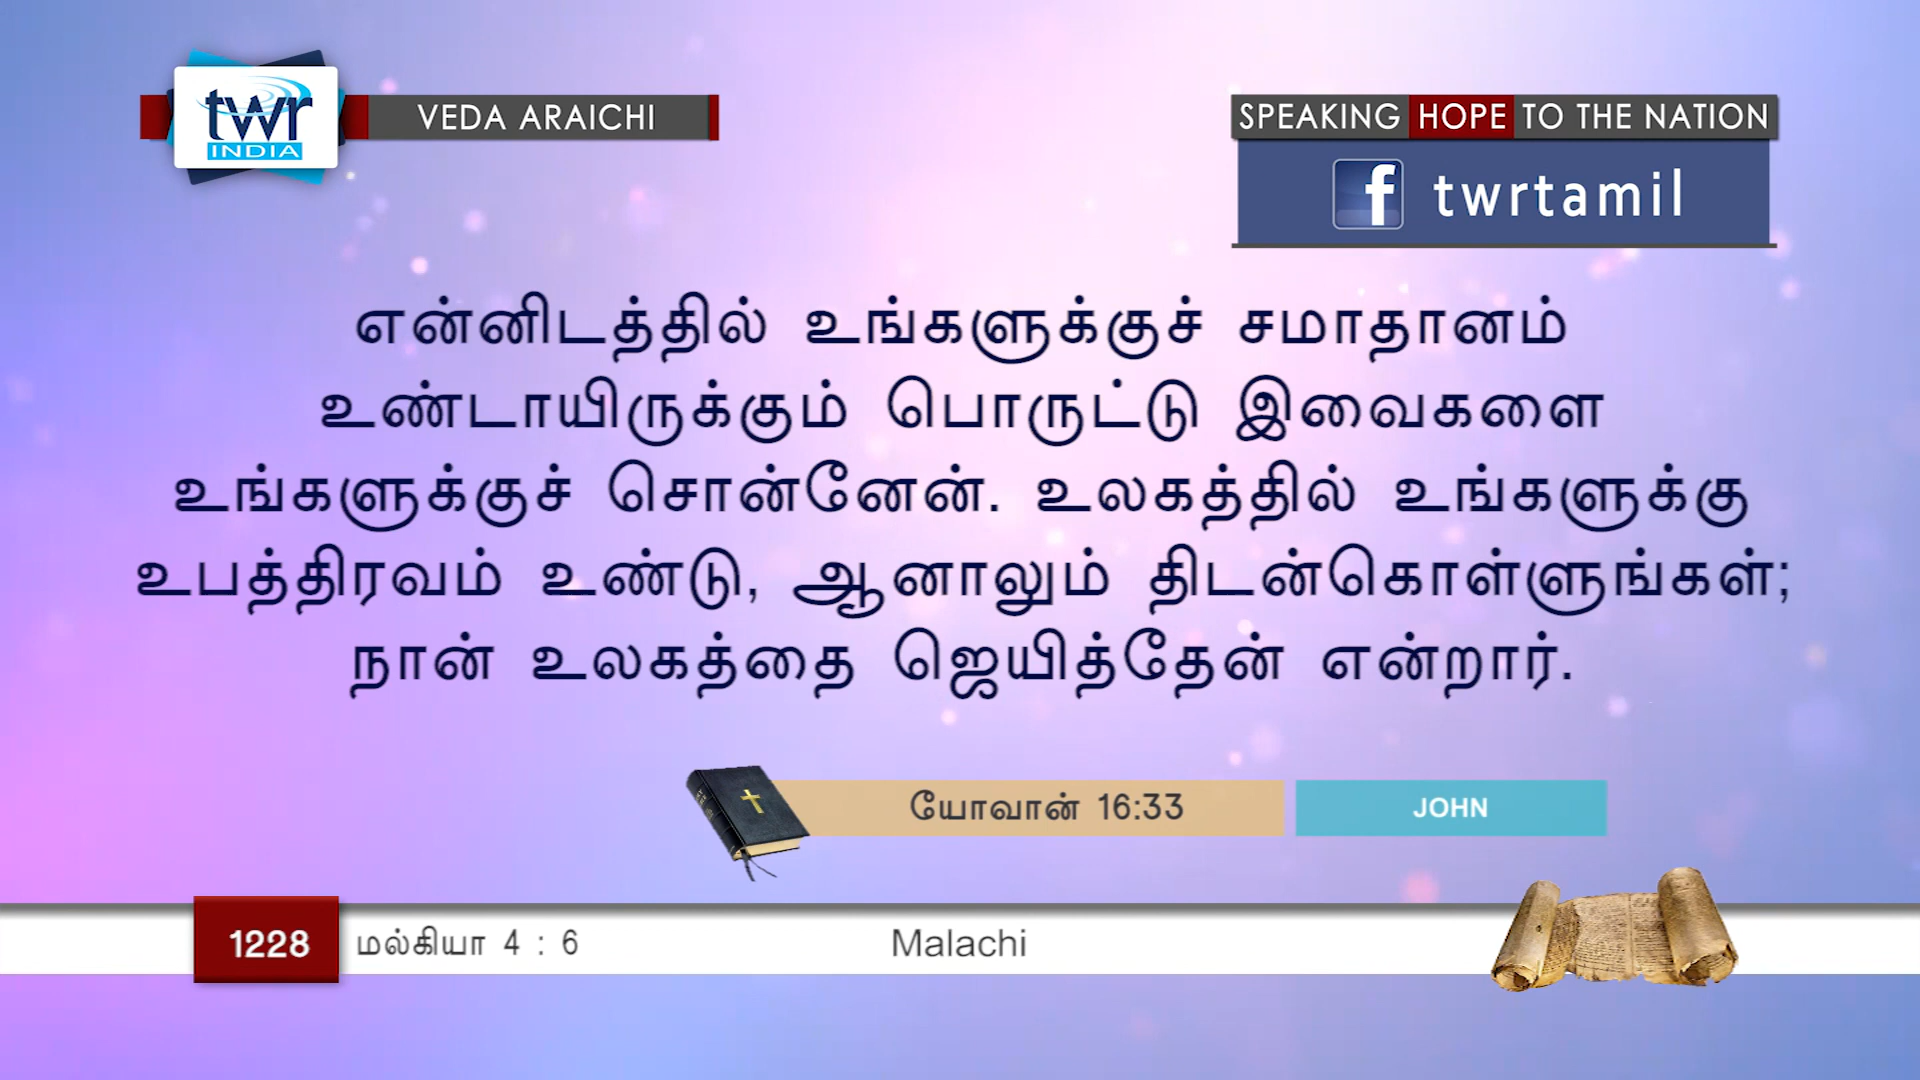 twr
INDIA
VEDA ARAICHI
SPEAKING HOPE TO THE NATION
f twrtamil
என்னிடத்தில் உங்களுக்குச் சமாதானம்
உண்டாயிருக்கும் பொருட்டு இவைகளை
உங்களுக்குச் சொன்னேன். உலகத்தில் உங்களுக்கு
உபத்திரவம் உண்டு, ஆனாலும் திடன்கொள்ளுங்கள்;
நான் உலகத்தை ஜெயித்தேன் என்றார்.
யோவான் 16:33 JOHN
1228 மல்கியா 4 : 6 Malachi